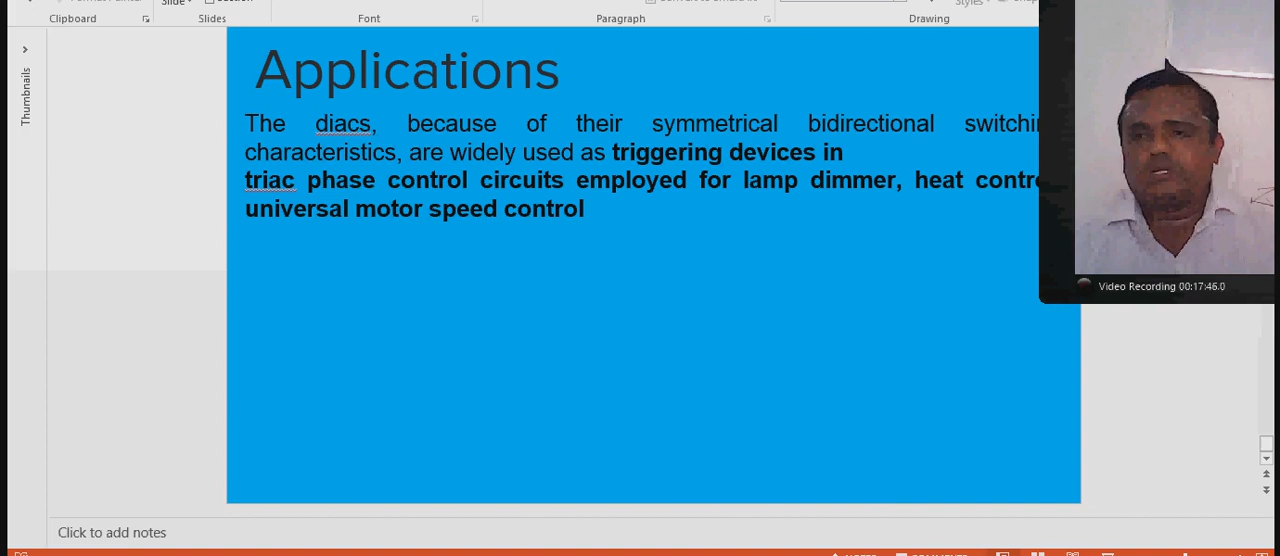 Clipboard
Slides
Font
Paragraph
Drawing
Thumbnails
Applications
The diacs, because of their symmetrical bidirectional
characteristics, are widely used as triggering devices in
triac phase control circuits employed for lamp dimmer, heat
universal motor speed control
Video Recording 00:17:46.0
Click to add notes